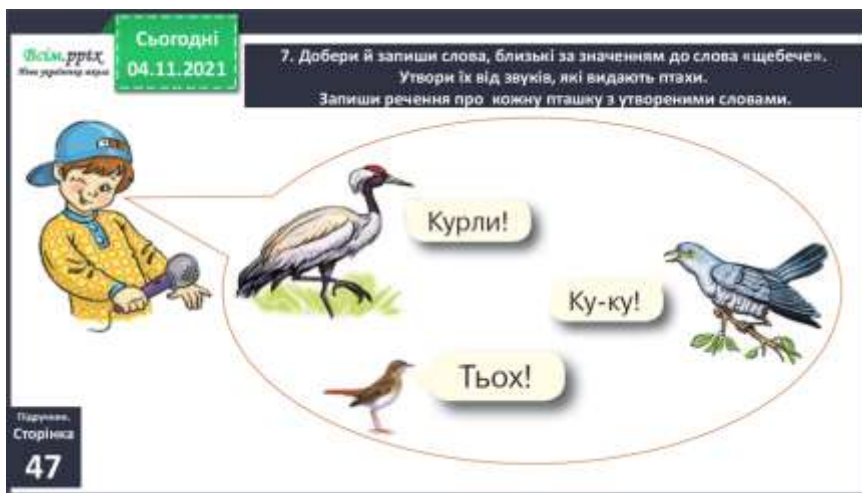 Всім.pptx
Нова українська школа
Сьогодні
04.11.2021
7. Добери й запиши слова, близькі за значенням до слова «щебече».
Утвори їх від звуків, які видають птахи.
Запиши речення про кожну пташку з утвореними словами.
Курли!
Ку-ку!
Тьох!
Підручник.
Сторінка
47